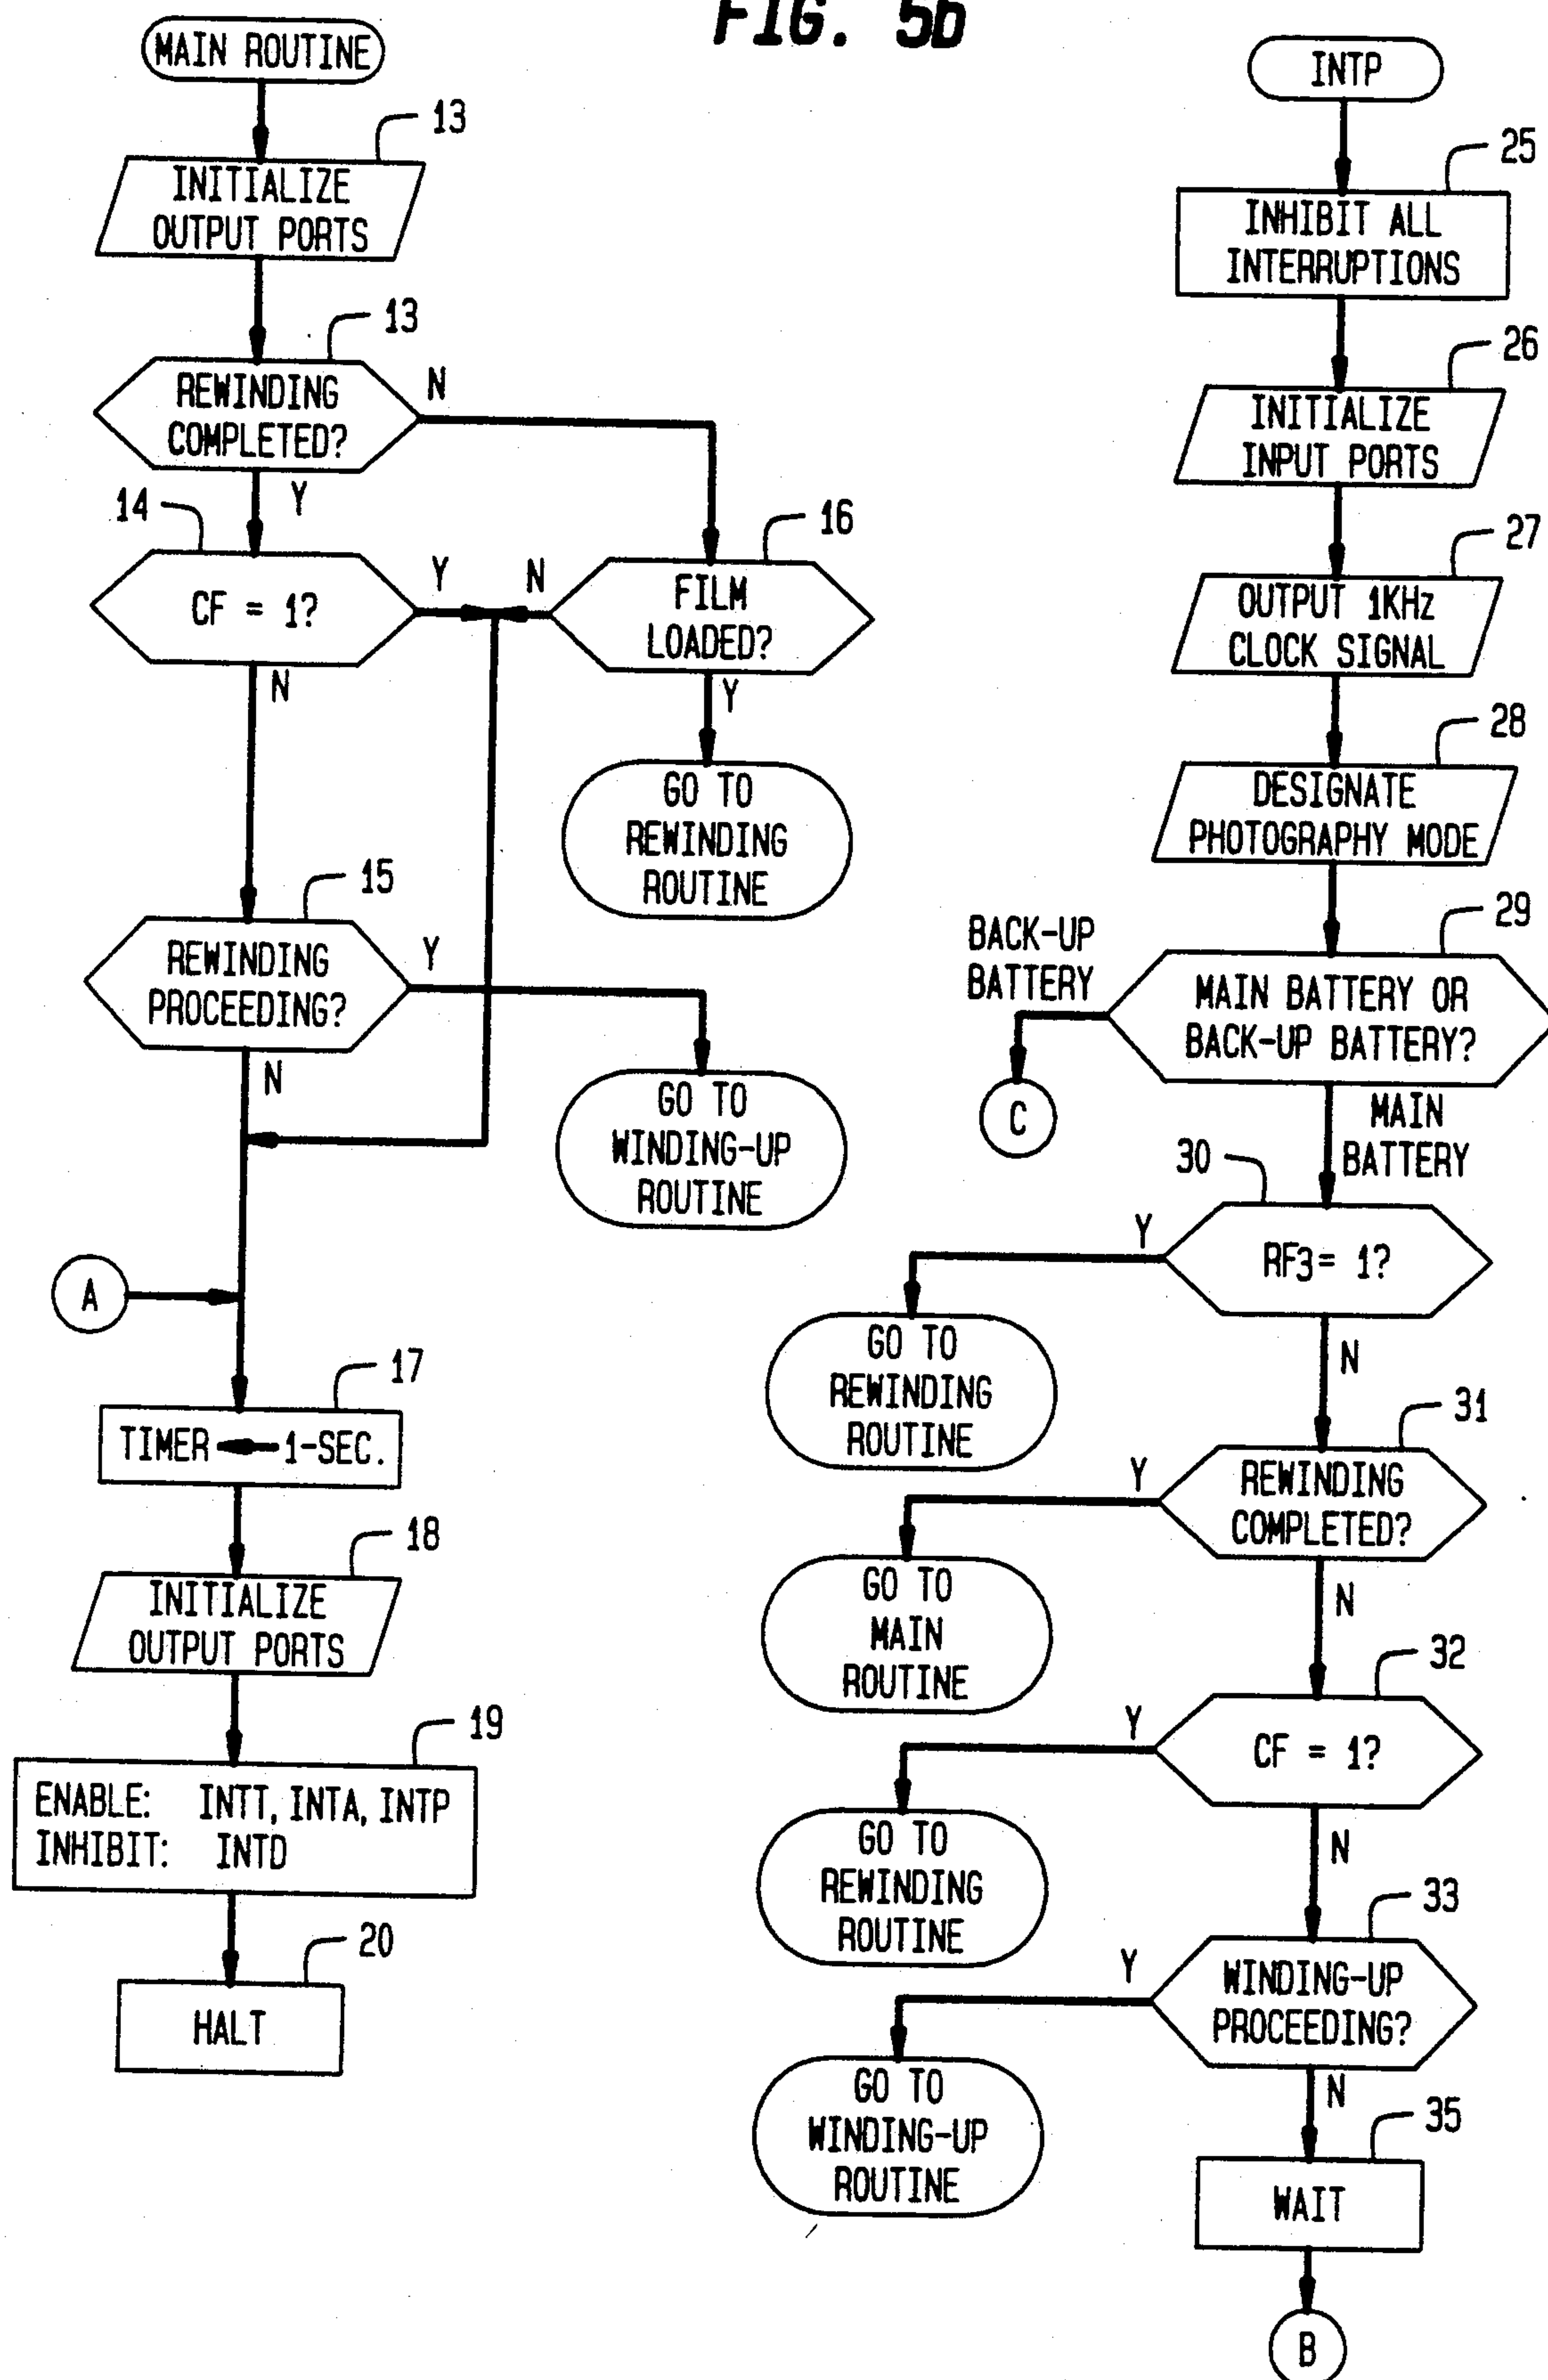 FIG. 5b
MAIN ROUTINE
13
INITIALIZE
OUTPUT PORTS
13
REWINDING
COMPLETED?
N
Y
14
CF = 1?
Y
N
N
16
FILM
LOADED?
Y
GO TO
REWINDING
ROUTINE
15
REWINDING
PROCEEDING?
Y
N
GO TO
WINDING-UP
ROUTINE
A
17
TIMER ← 1-SEC.
18
INITIALIZE
OUTPUT PORTS
19
ENABLE: INTT, INTA, INTP
INHIBIT: INTD
20
HALT
INTP
25
INHIBIT ALL
INTERRUPTIONS
26
INITIALIZE
INPUT PORTS
27
OUTPUT 1KHz
CLOCK SIGNAL
28
DESIGNATE
PHOTOGRAPHY MODE
29
MAIN BATTERY OR
BACK-UP BATTERY?
BACK-UP
BATTERY
C
MAIN
BATTERY
30
RF3= 1?
Y
N
GO TO
REWINDING
ROUTINE
31
REWINDING
COMPLETED?
Y
N
GO TO
MAIN
ROUTINE
32
CF = 1?
Y
N
GO TO
REWINDING
ROUTINE
33
WINDING-UP
PROCEEDING?
Y
N
GO TO
WINDING-UP
ROUTINE
35
WAIT
B